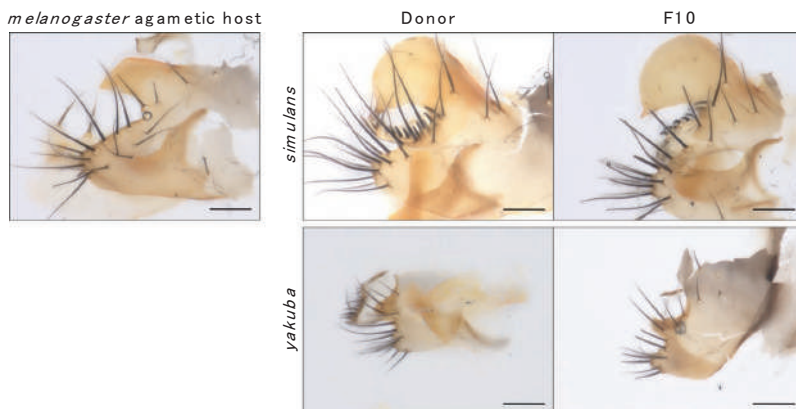 melanogaster agametic host
Donor
F10
simulans
yakuba